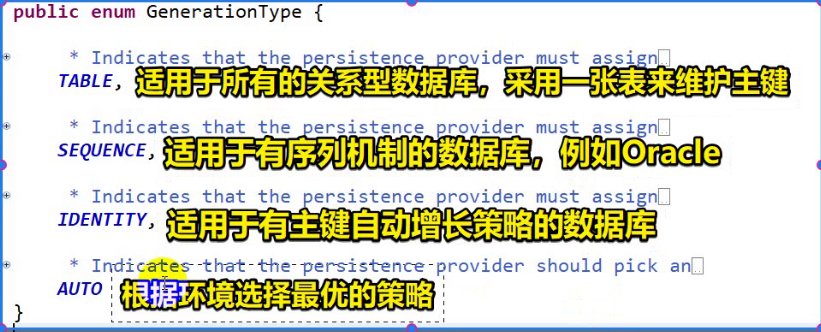 public enum GenerationType {
* Indicates that the persistence provider must assign
TABLE, 适用于所有的关系型数据库，采用一张表来维护主键
* Indicates that the persistence provider must assign
SEQUENCE, 适用于有序列机制的数据库，例如Oracle
* Indicates that the persistence provider must assign
IDENTITY, 适用于有主键自动增长策略的数据库
* Indicates that the persistence provider should pick an
AUTO 根据环境选择最优的策略
}